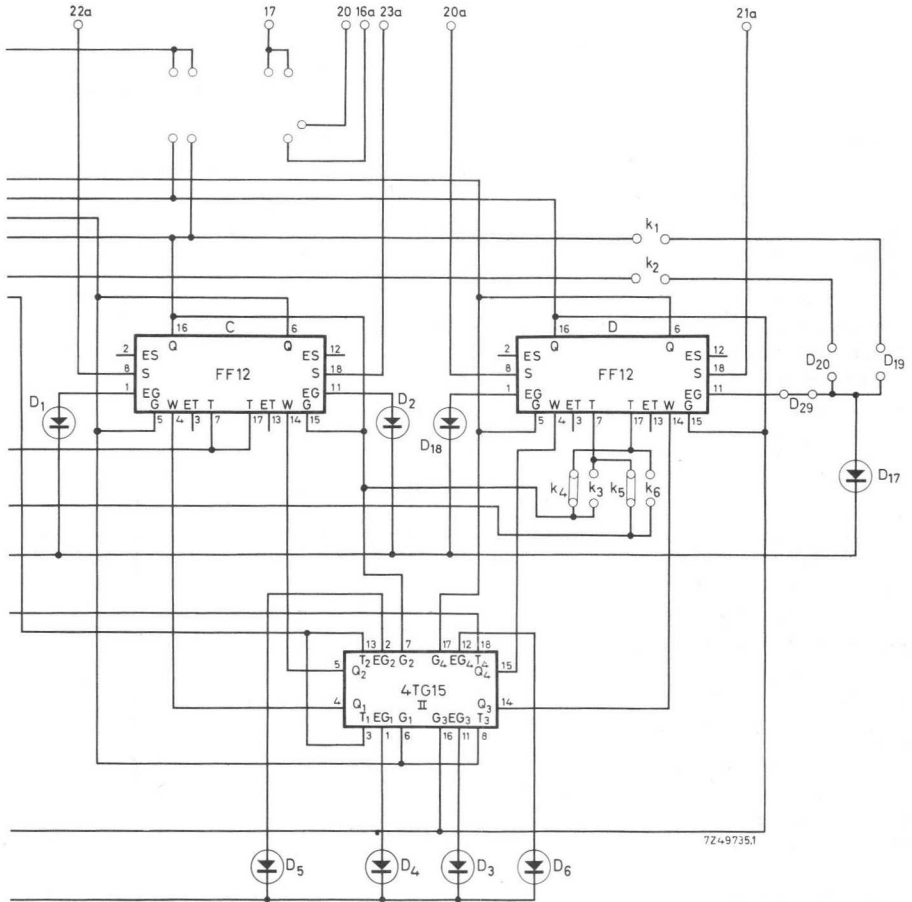 22a 17 20 16a 23a 20a 21a
k1
k2
16 C 6 16 D 6
2 ES Q Q ES 12 2 ES Q Q ES 12
8 S FF12 S 18 8 S FF12 S 18
1 EG EG 11 1 EG EG 11
G W ET T T ET W G G W ET T T ET W G
5 4 3 7 17 13 14 15 5 4 3 7 17 13 14 15
D1 D2 D18 D29 D20 D19
k4 k3 k5 k6 D17
13 2 7 17 12 18
T2 EG2 G2 G4 EG4 T4
5 Q2 Q4 15
4TG15
4 Q1 II Q3 14
T1 EG1 G1 G3 EG3 T3
3 1 6 16 11 8
7Z49735.1
D5 D4 D3 D6